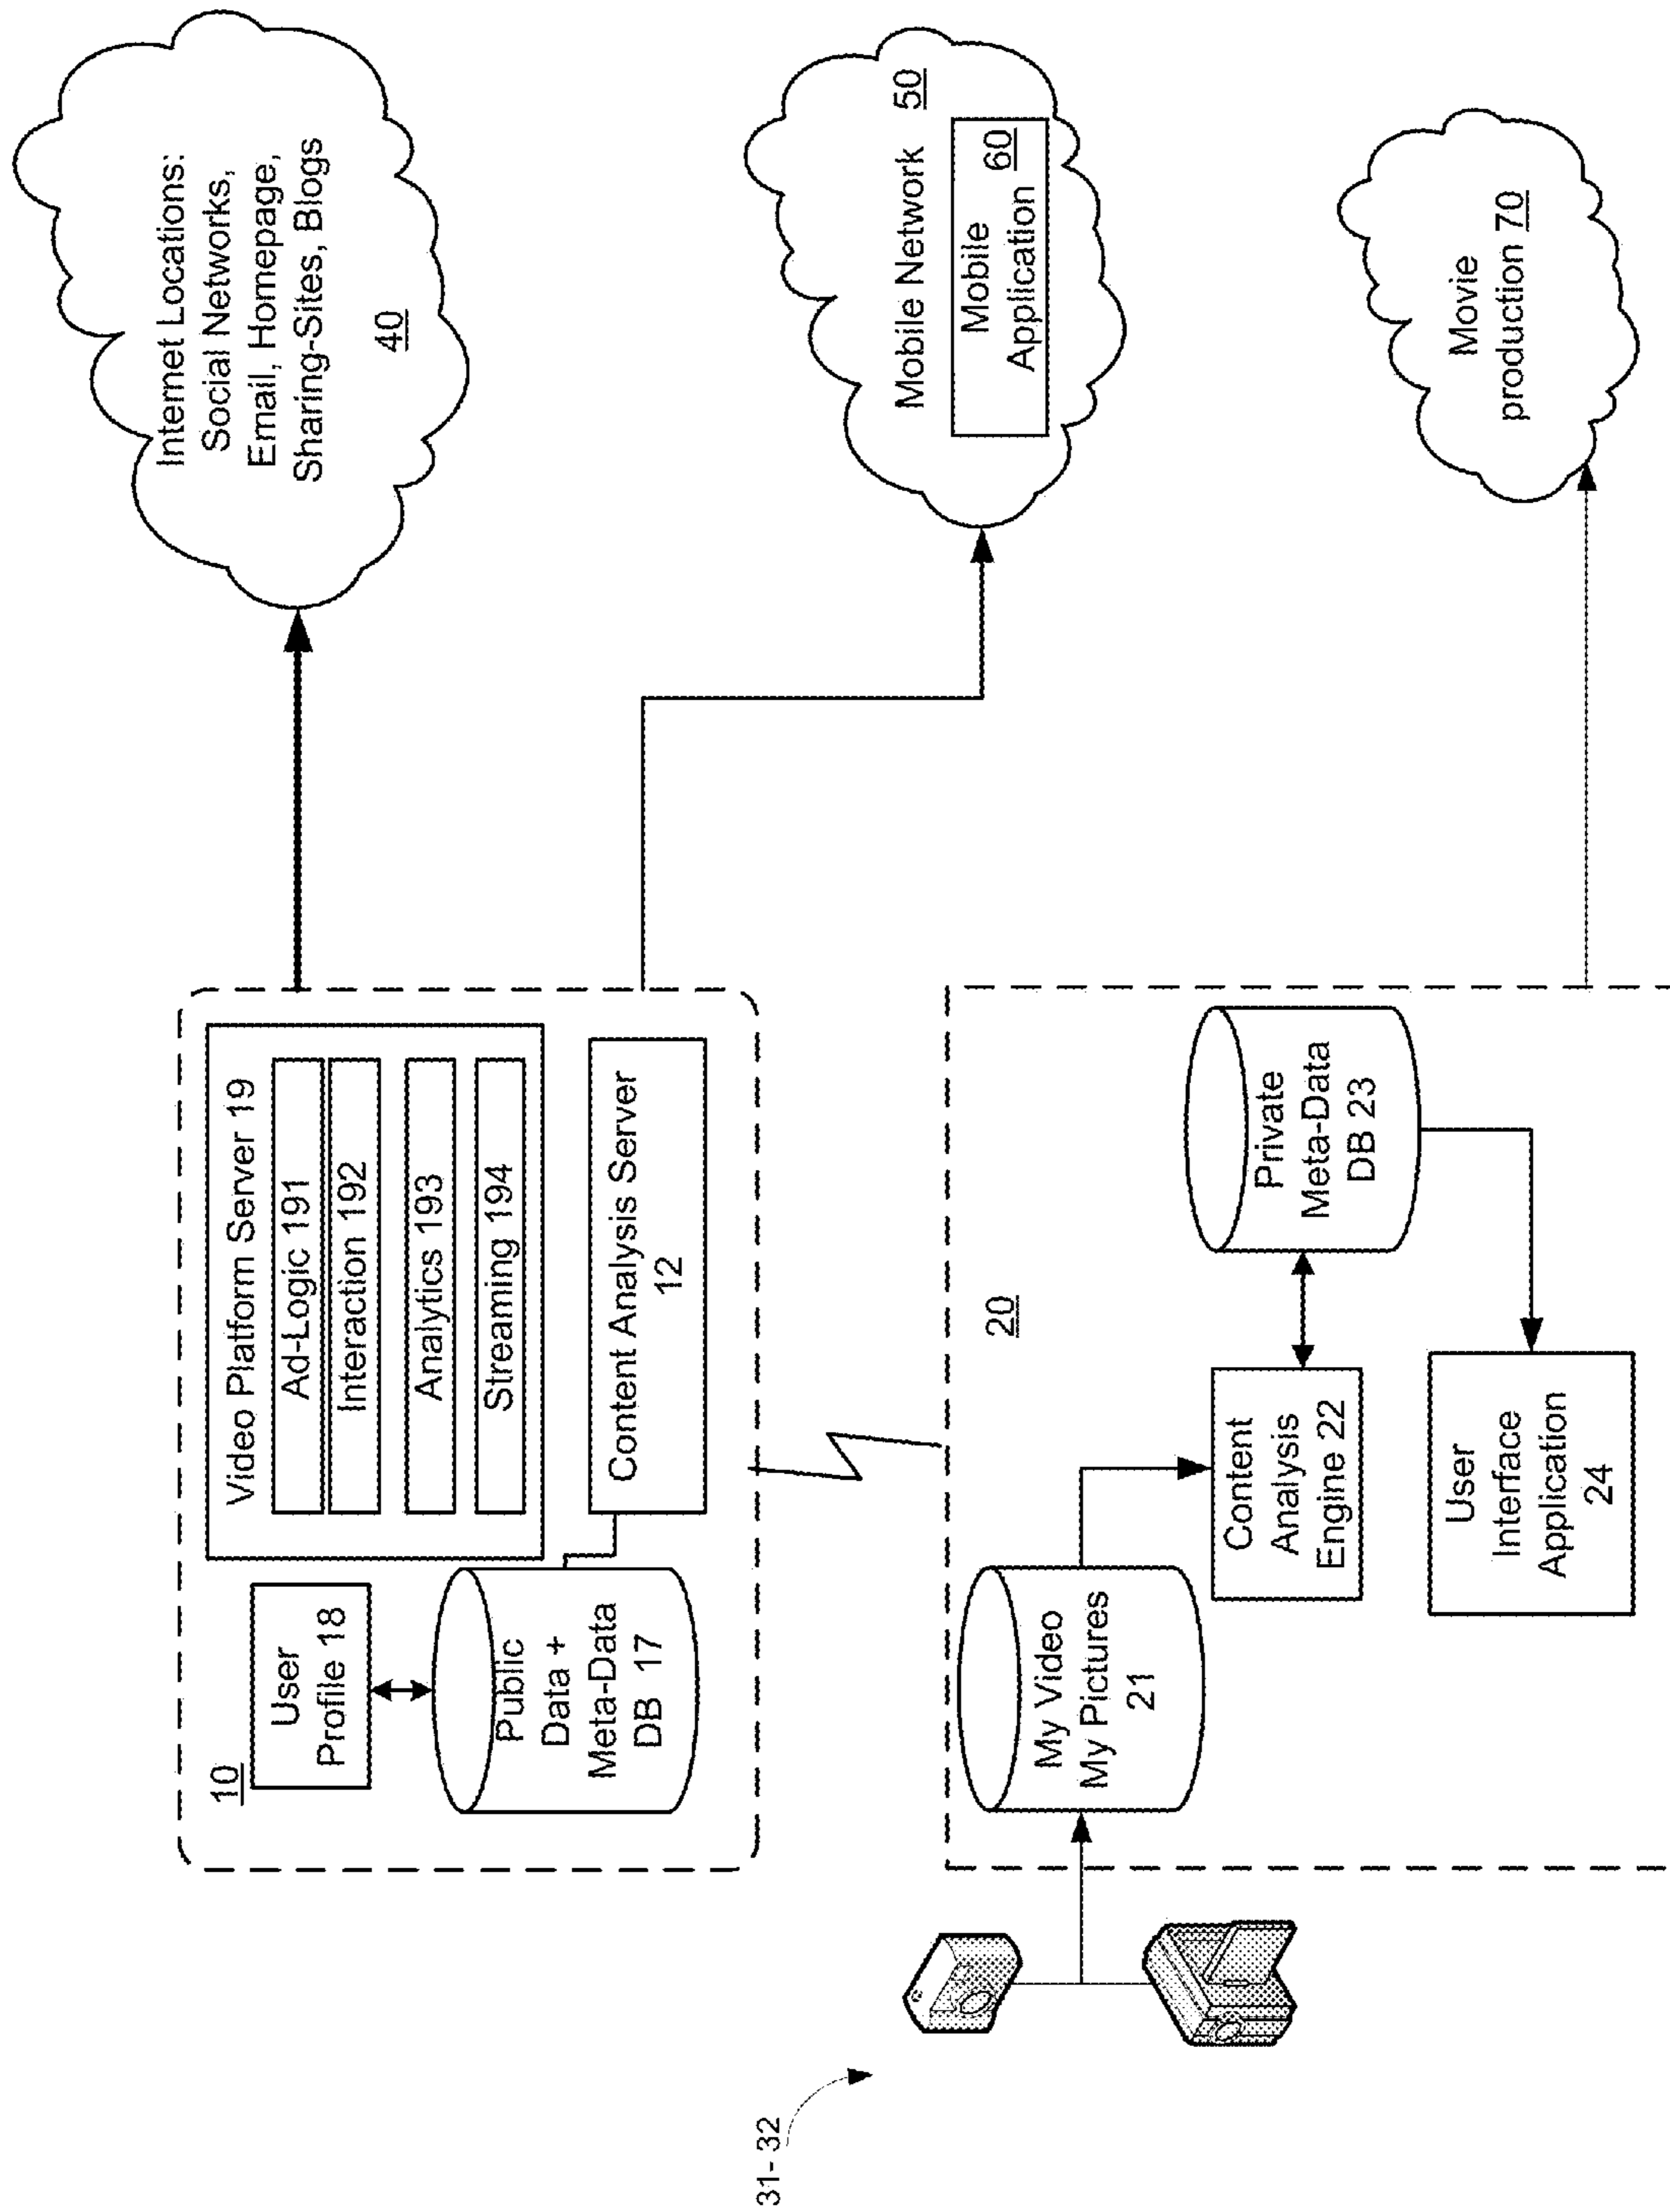 10
User
Profile 18
Public
Data +
Meta-Data
DB 17
Video Platform Server 19
Ad-Logic 191
Interaction 192
Analytics 193
Streaming 194
Content Analysis Server
12
Internet Locations:
Social Networks,
Email, Homepage,
Sharing-Sites, Blogs
40
Mobile Network 50
Mobile
Application 60
Movie
production 70
31-32
20
My Video
My Pictures
21
Content
Analysis
Engine 22
Private
Meta-Data
DB 23
User
Interface
Application
24